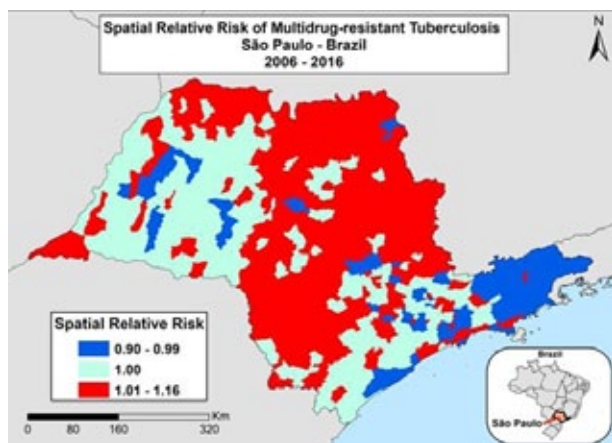 Spatial Relative Risk of Multidrug-resistant Tuberculosis
São Paulo - Brazil
2006 - 2016
N
Spatial Relative Risk
0.90 - 0.99
1.00
1.01 - 1.16
Km
0 80 160 320
Brazil
São Paulo